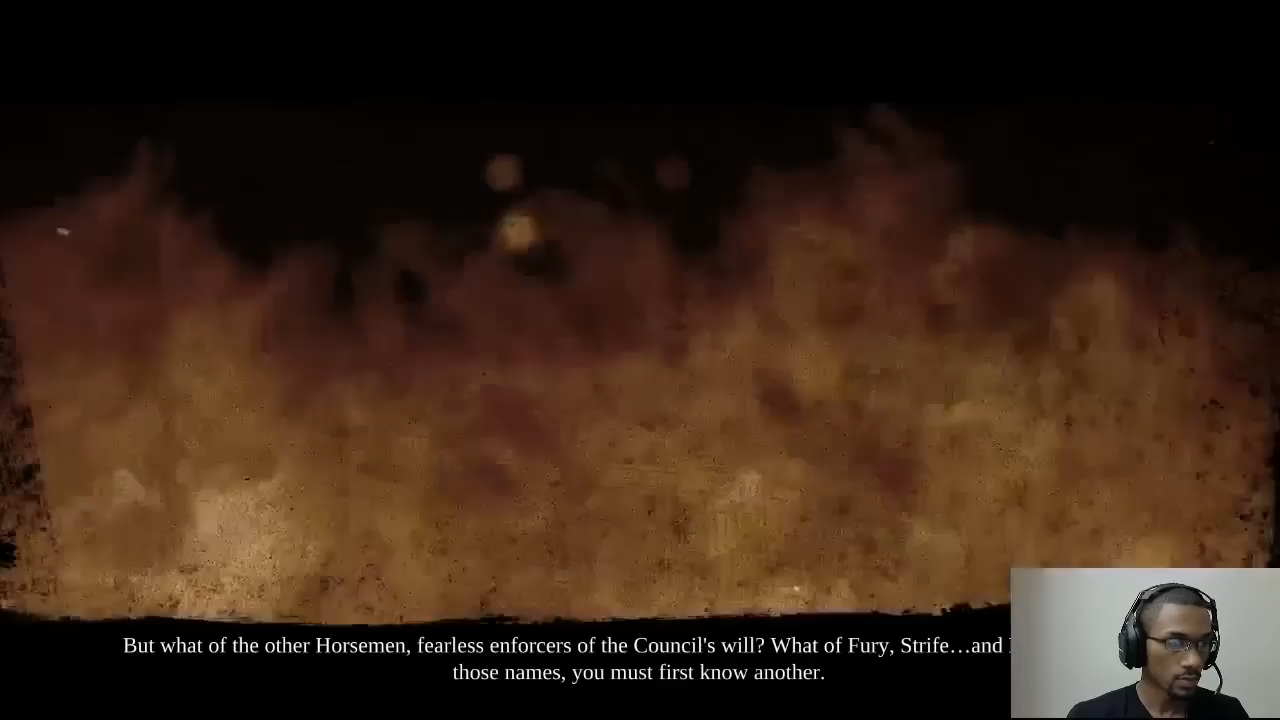 But what of the other Horsemen, fearless enforcers of the Council's will? What of Fury, Strife…and
those names, you must first know another.